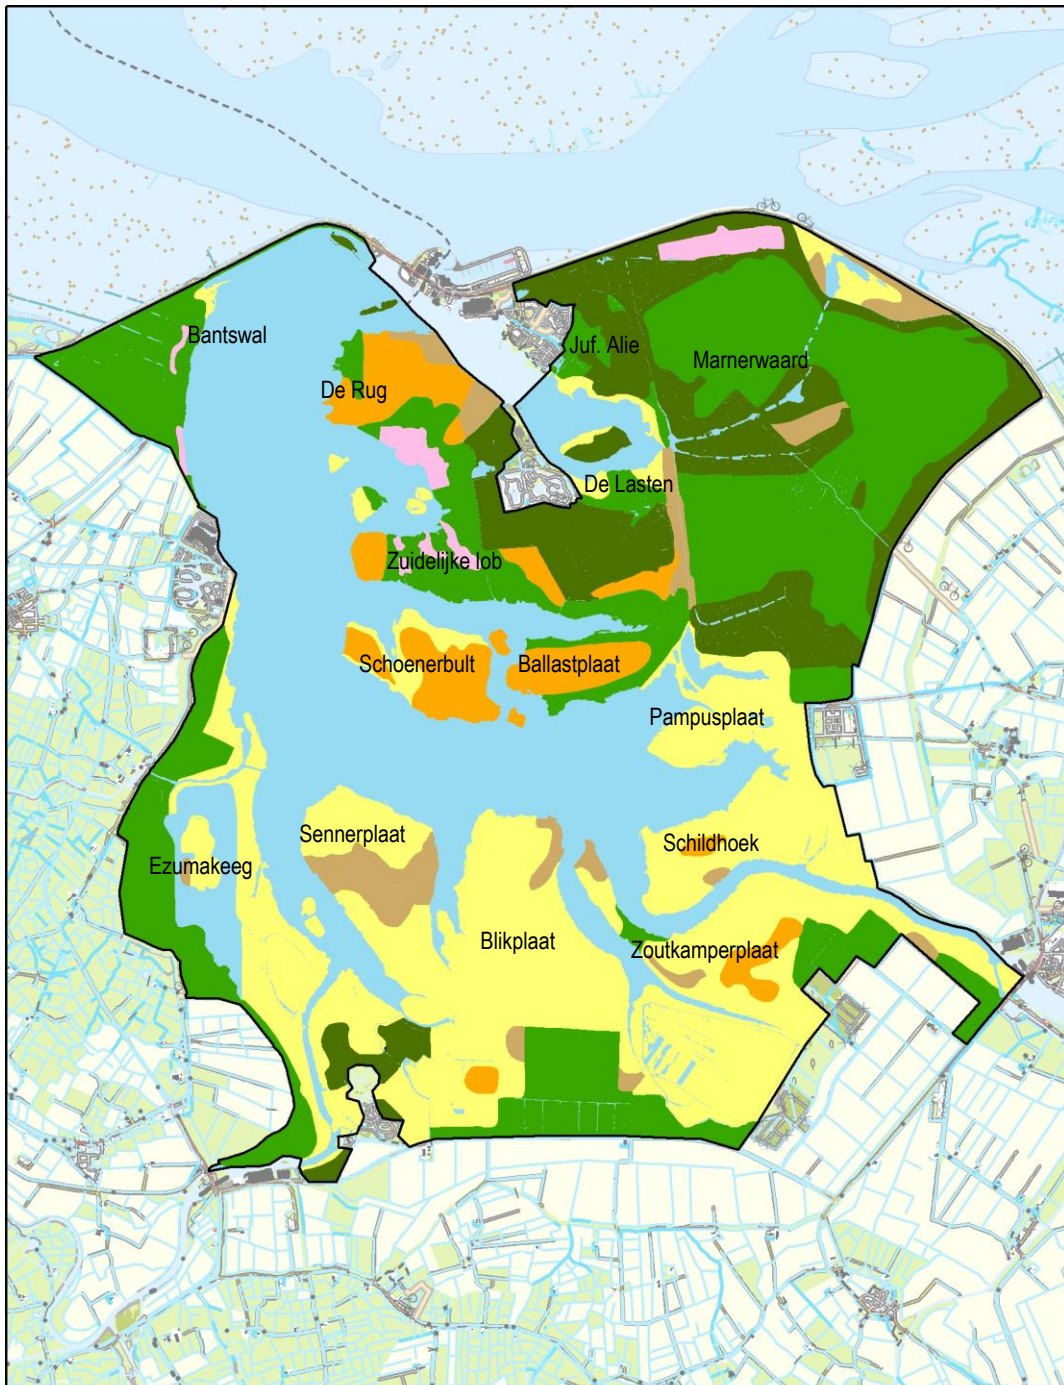 Bantswal
Juf. Alie
Marnerwaard
De Rug
De Lasten
Zuidelijke lob
Schoenerbult
Ballastplaat
Pampusplaat
Sennerplaat
Schildhoek
Ezumakeeg
Blikplaat
Zoutkamperplaat